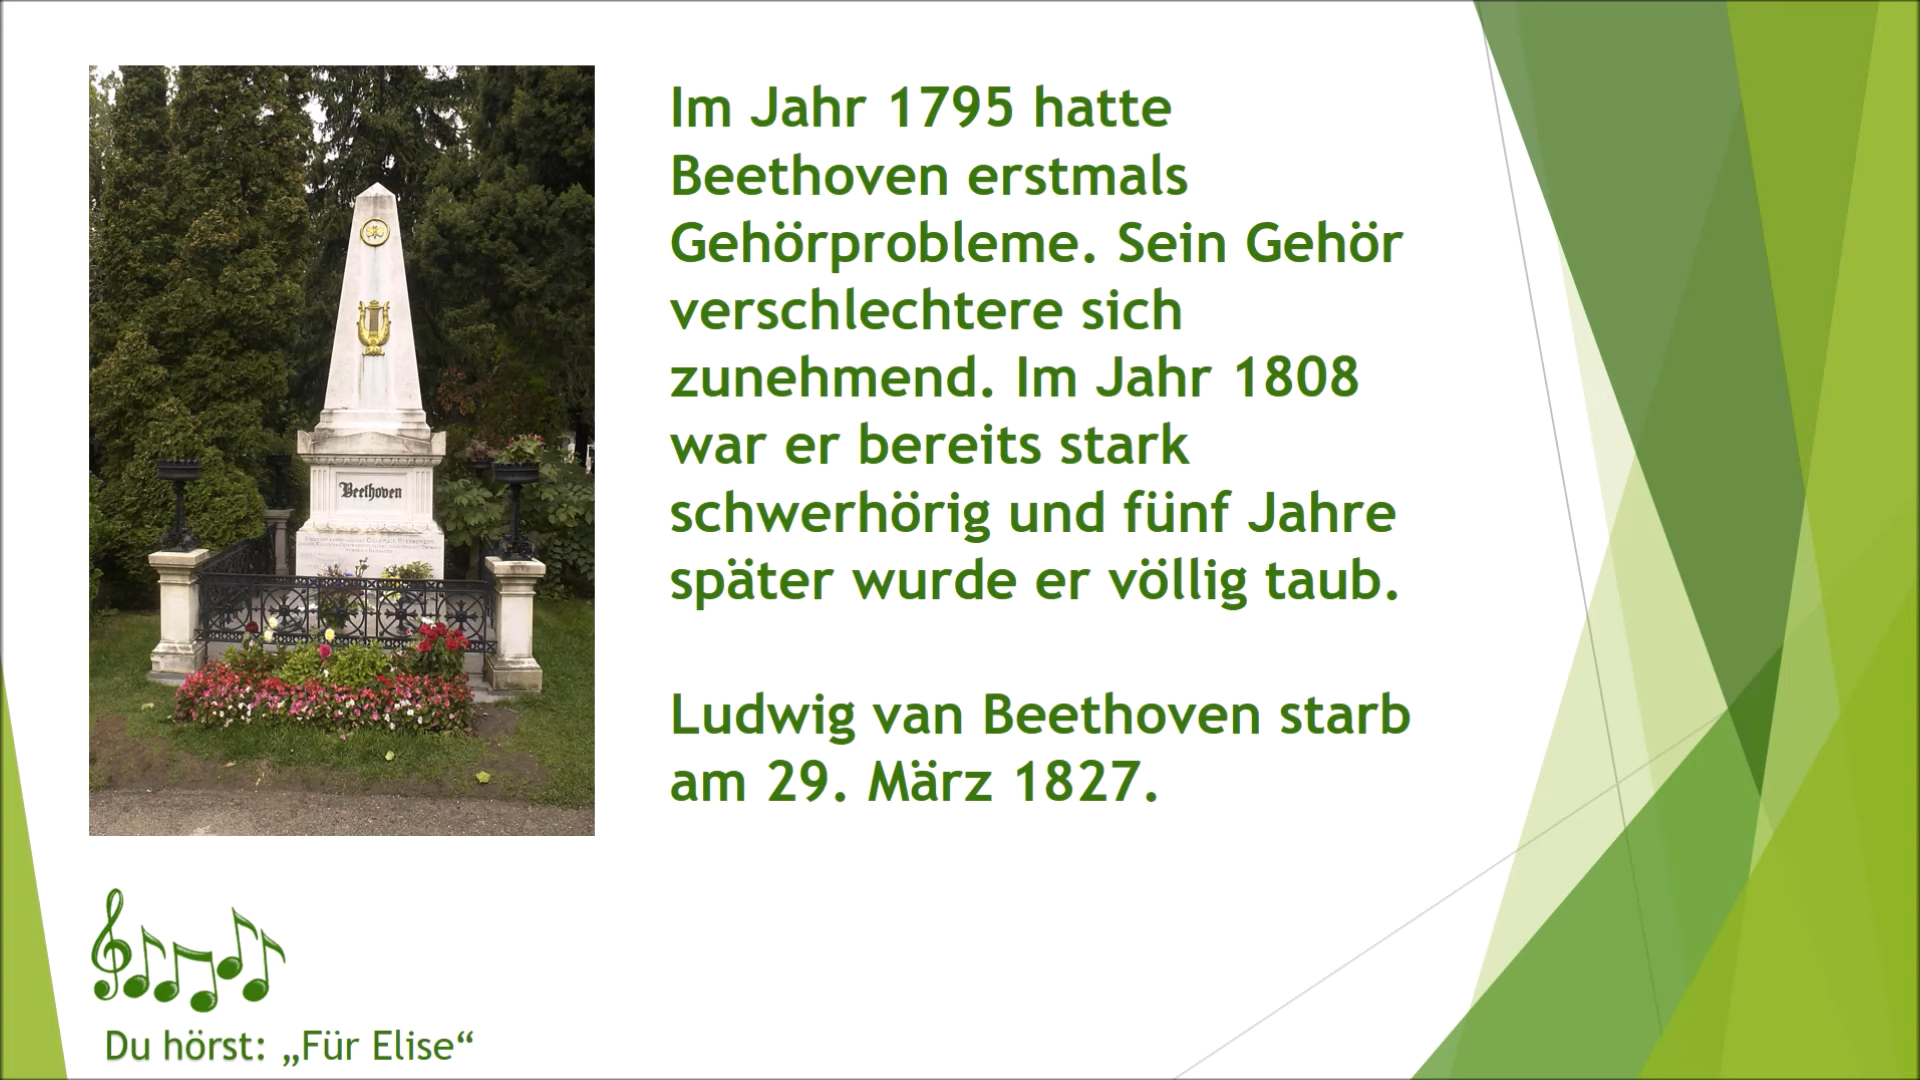 Im Jahr 1795 hatte
Beethoven erstmals
Gehörprobleme. Sein Gehör
verschlechtere sich
zunehmend. Im Jahr 1808
war er bereits stark
schwerhörig und fünf Jahre
später wurde er völlig taub.
Ludwig van Beethoven starb
am 29. März 1827.
Beethoven
Du hörst: „Für Elise“